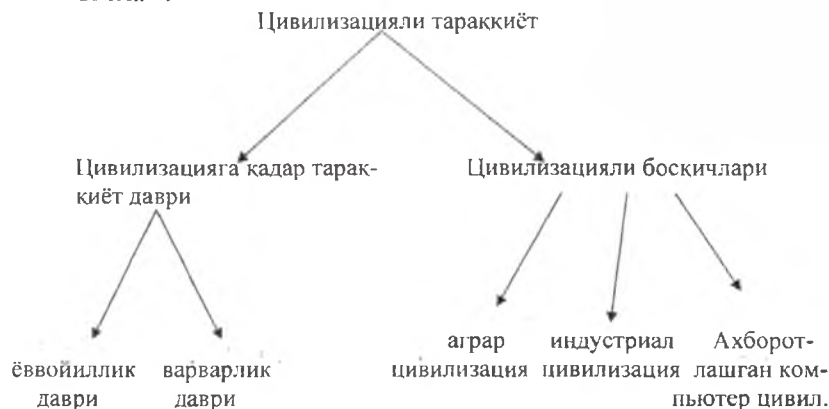 Цивилизацияли тараққиёт
Цивилизацияга қадар тарақ-
қиёт даври
Цивилизацияли босқичлари
ёввойиллик
даври
варварлик
даври
аграр
цивилизация
индустриал
цивилизация
Ахборот-
лашган ком-
пьютер цивил.